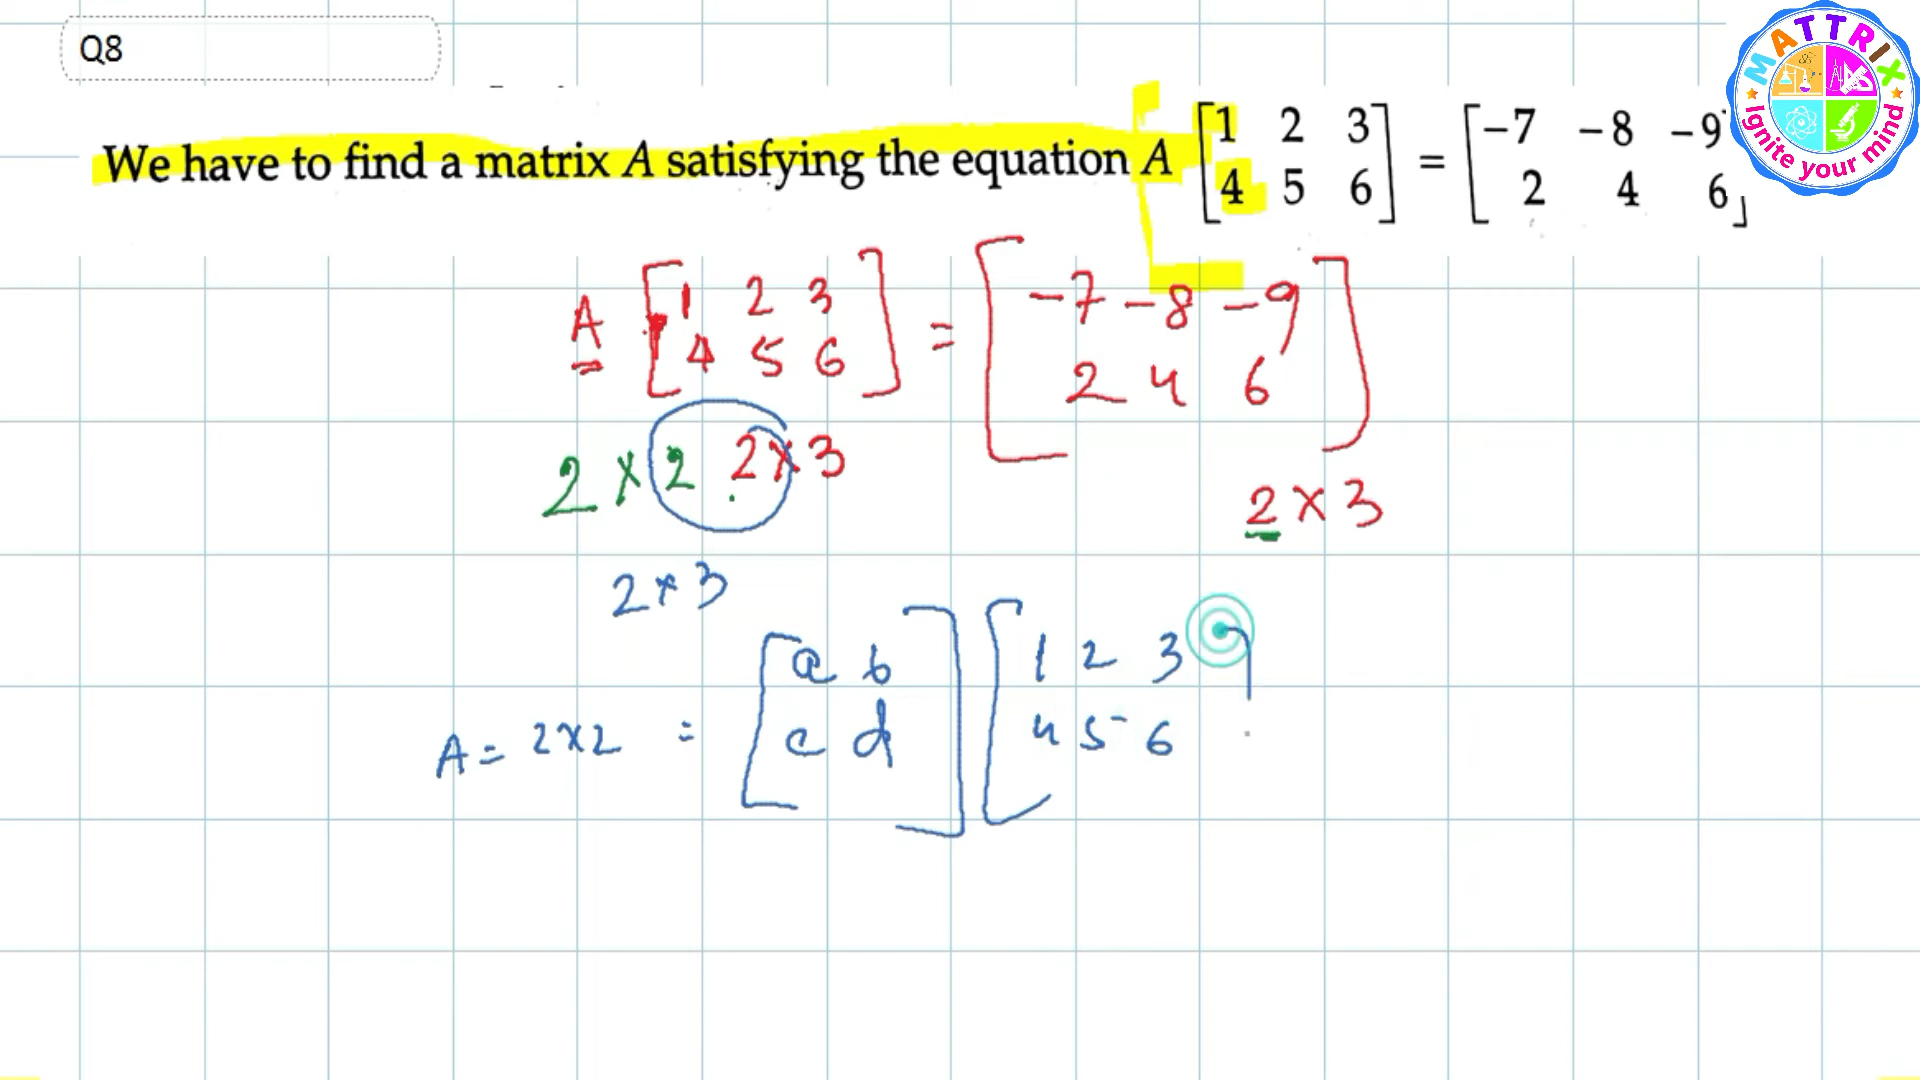 Q8
MATTRIX
Ignite your mind
We have to find a matrix A satisfying the equation A [1 2 3
4 5 6] = [-7 -8 -9
2 4 6]
A [1 2 3
4 5 6] = [-7 -8 -9
2 4 6]
2 × 2 2 × 3
2 × 3
2 × 3
A = 2×2 = [a b
c d] [1 2 3
4 5 6